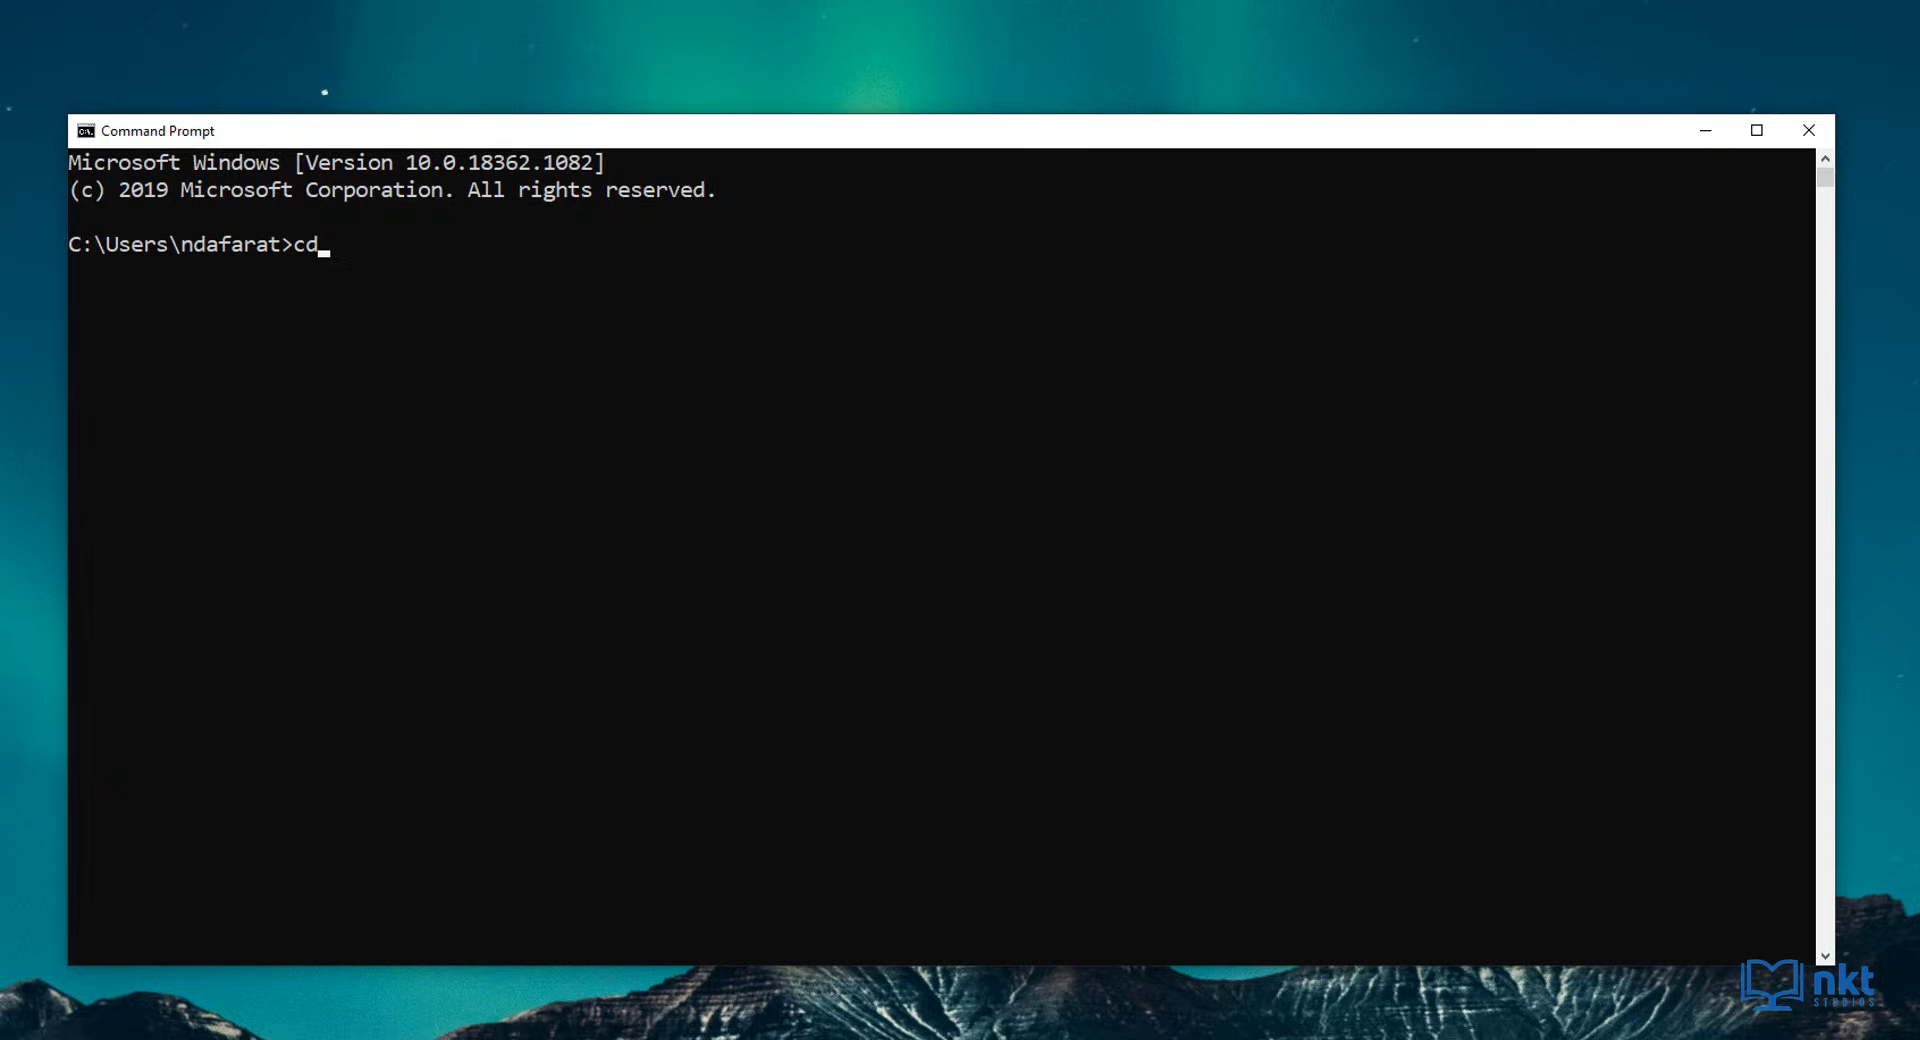 Command Prompt
Microsoft Windows [Version 10.0.18362.1082]
(c) 2019 Microsoft Corporation. All rights reserved.
C:\Users\ndafarat>cd
nkt
STUDIOS